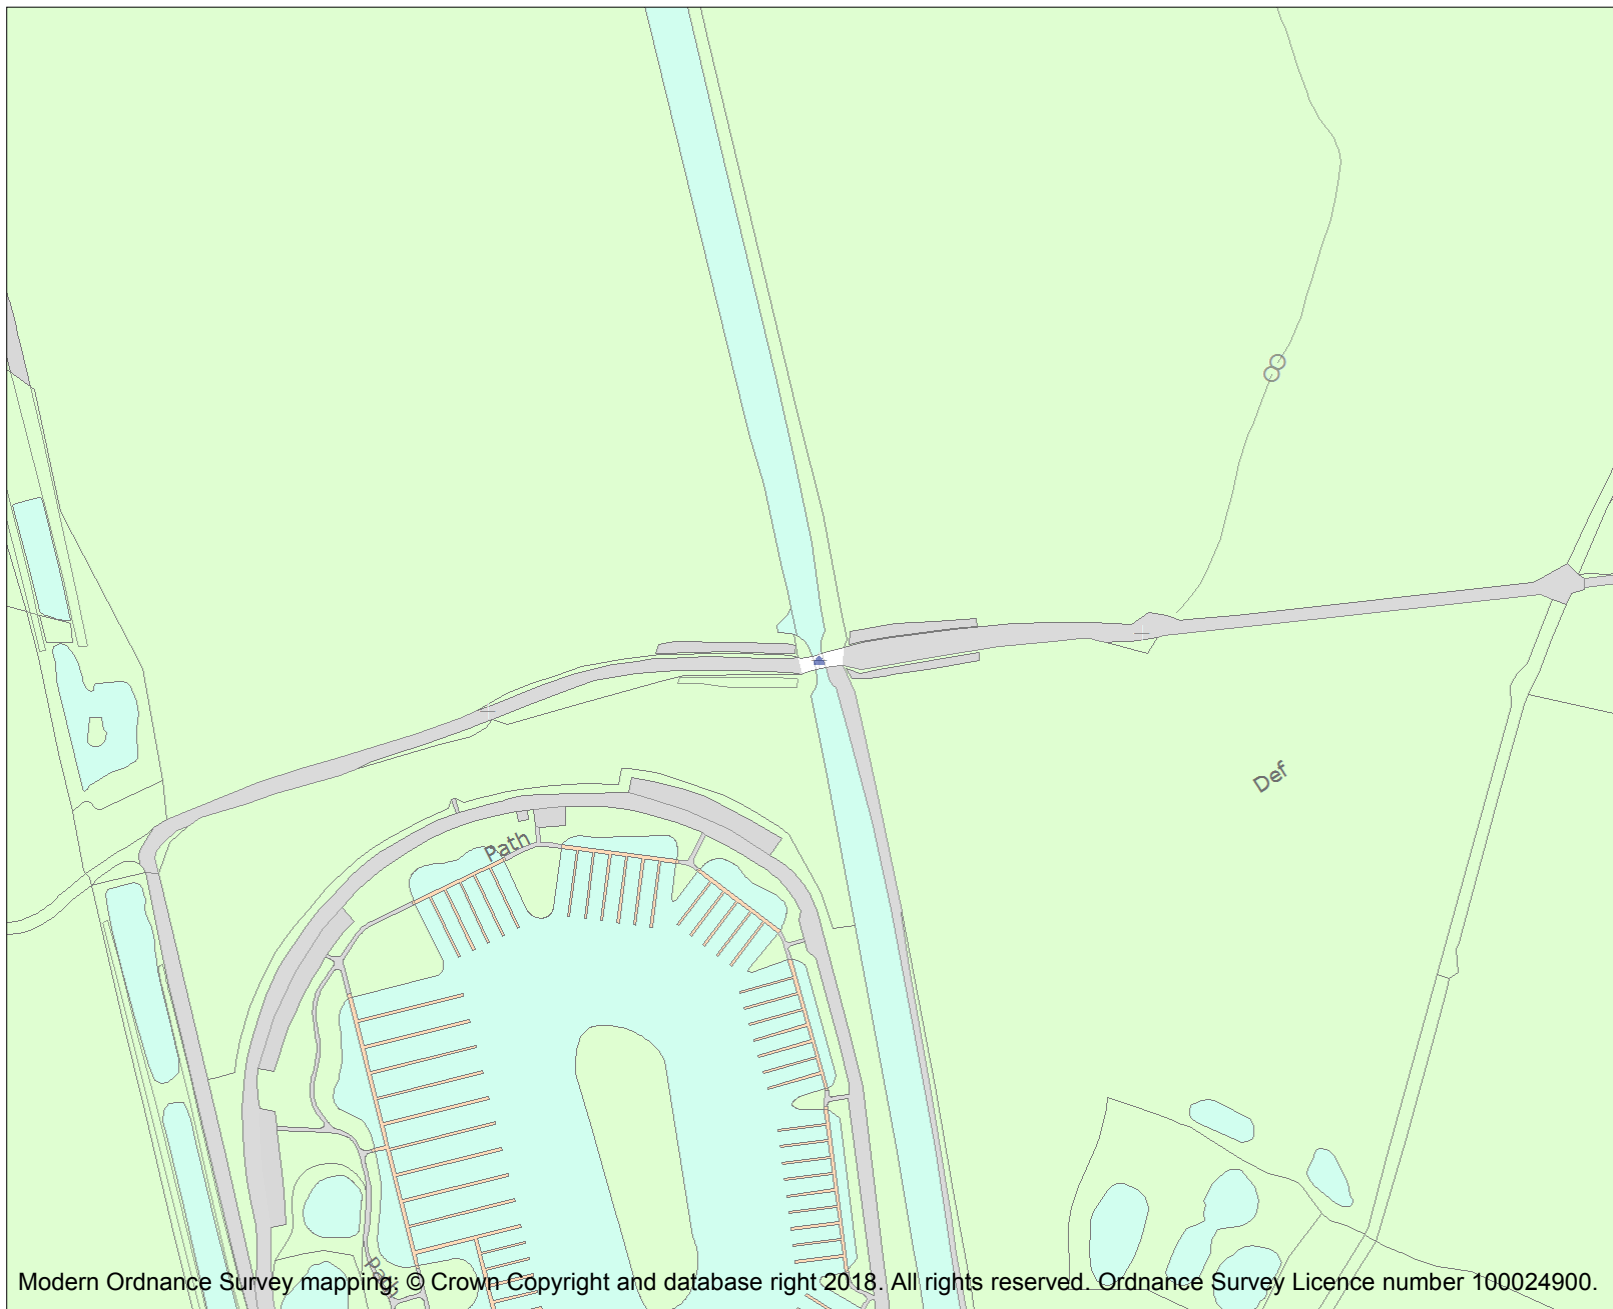 Def
Path
Path
Modern Ordnance Survey mapping: © Crown Copyright and database right 2018. All rights reserved. Ordnance Survey Licence number 100024900.